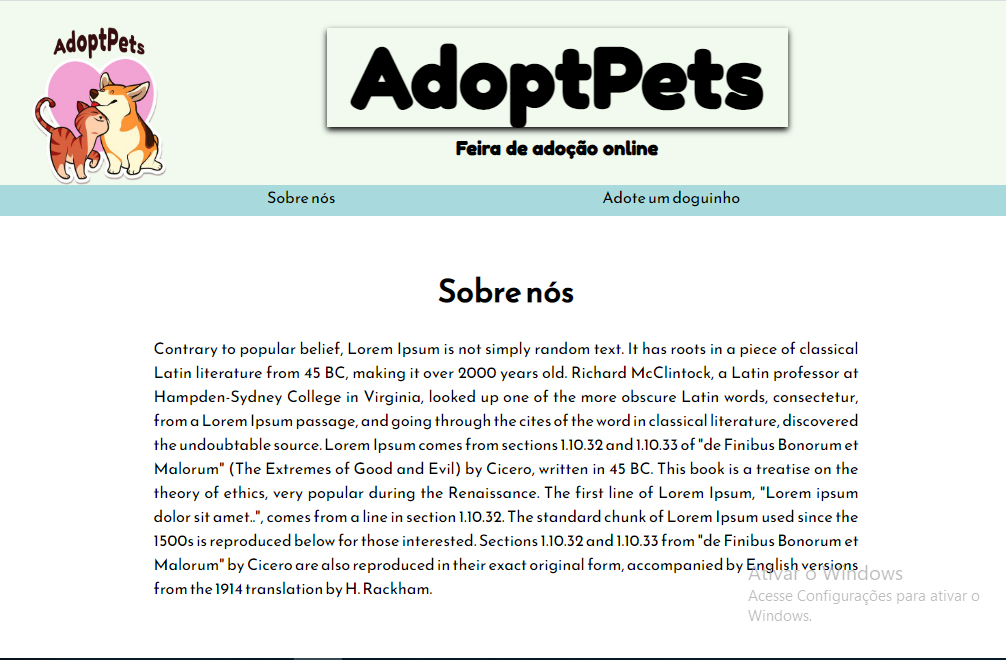 AdoptPets
AdoptPets
Feira de adoção online
Sobre nós
Adote um doguinho
Sobre nós
Contrary to popular belief, Lorem Ipsum is not simply random text. It has roots in a piece of classical
Latin literature from 45 BC, making it over 2000 years old. Richard McClintock, a Latin professor at
Hampden-Sydney College in Virginia, looked up one of the more obscure Latin words, consectetur,
from a Lorem Ipsum passage, and going through the cites of the word in classical literature, discovered
the undoubtable source. Lorem Ipsum comes from sections 1.10.32 and 1.10.33 of "de Finibus Bonorum et
Malorum" (The Extremes of Good and Evil) by Cicero, written in 45 BC. This book is a treatise on the
theory of ethics, very popular during the Renaissance. The first line of Lorem Ipsum, "Lorem ipsum
dolor sit amet..", comes from a line in section 1.10.32. The standard chunk of Lorem Ipsum used since the
1500s is reproduced below for those interested. Sections 1.10.32 and 1.10.33 from "de Finibus Bonorum et
Malorum" by Cicero are also reproduced in their exact original form, accompanied by English versions
from the 1914 translation by H. Rackham.
Ativar o Windows
Acesse Configurações para ativar o
Windows.